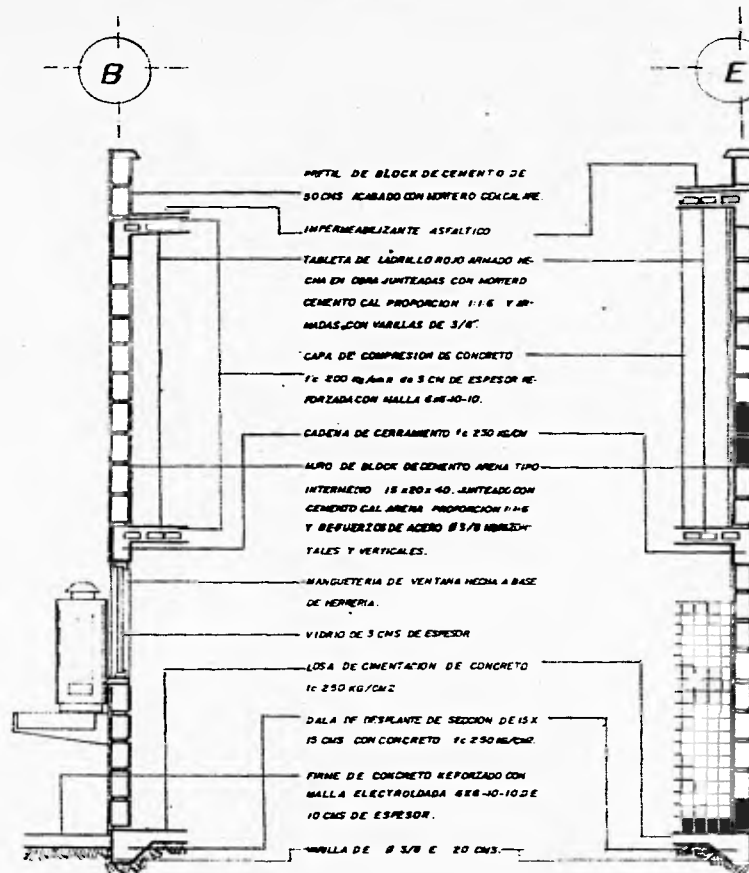 B
E
PRETIL DE BLOCK DE CEMENTO DE
50 CMS ACABADO CON MORTERO
IMPERMEABILIZANTE ASFALTICO
TABLETA DE LADRILLO ROJO ARMADO HE-
CHA EN OBRA JUNTEADAS CON MORTERO
CEMENTO CAL PROPORCION 1:1:6 Y AR-
MADAS CON VARILLAS DE 3/8".
CAPA DE COMPRESION DE CONCRETO
f'c 200 de 3 CM DE ESPESOR RE-
FORZADA CON MALLA 6x6-10-10.
CADENA DE CERRAMIENTO f'c 250 KG/CM
MURO DE BLOCK DE CEMENTO ARENA TIPO
INTERMEDIO 15 x 20 x 40. JUNTEADO CON
CEMENTO CAL ARENA PROPORCION 1:1:6
Y REFUERZOS DE ACERO Ø 3/8 HORIZON-
TALES Y VERTICALES.
MANGUETERIA DE VENTANA HECHA A BASE
DE HERRERIA.
VIDRIO DE 3 CMS DE ESPESOR
LOSA DE CIMENTACION DE CONCRETO
fc 250 KG/CM2
DALA DE DESPLANTE DE SECCION DE 15 X
15 CMS CON CONCRETO f'c 250 KG/CM2.
FIRME DE CONCRETO REFORZADO CON
MALLA ELECTROLDADA 6X6-10-10 DE
10 CMS DE ESPESOR.
VARILLA DE Ø 3/8 E 20 CMS.